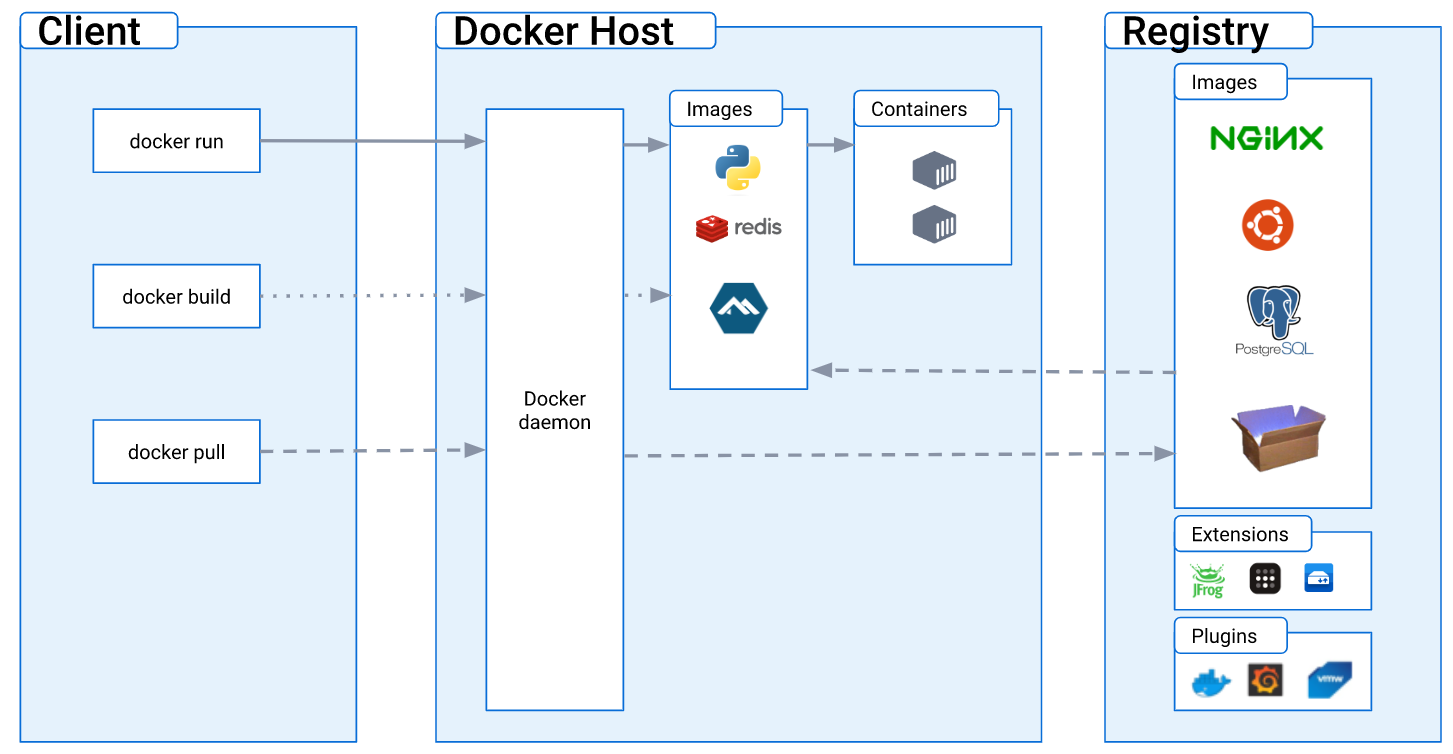 Client
docker run
docker build
docker pull
Docker Host
Docker
daemon
Images
redis
Containers
Registry
Images
NGiNX
PostgreSQL
Extensions
JFrog
Plugins
vmw